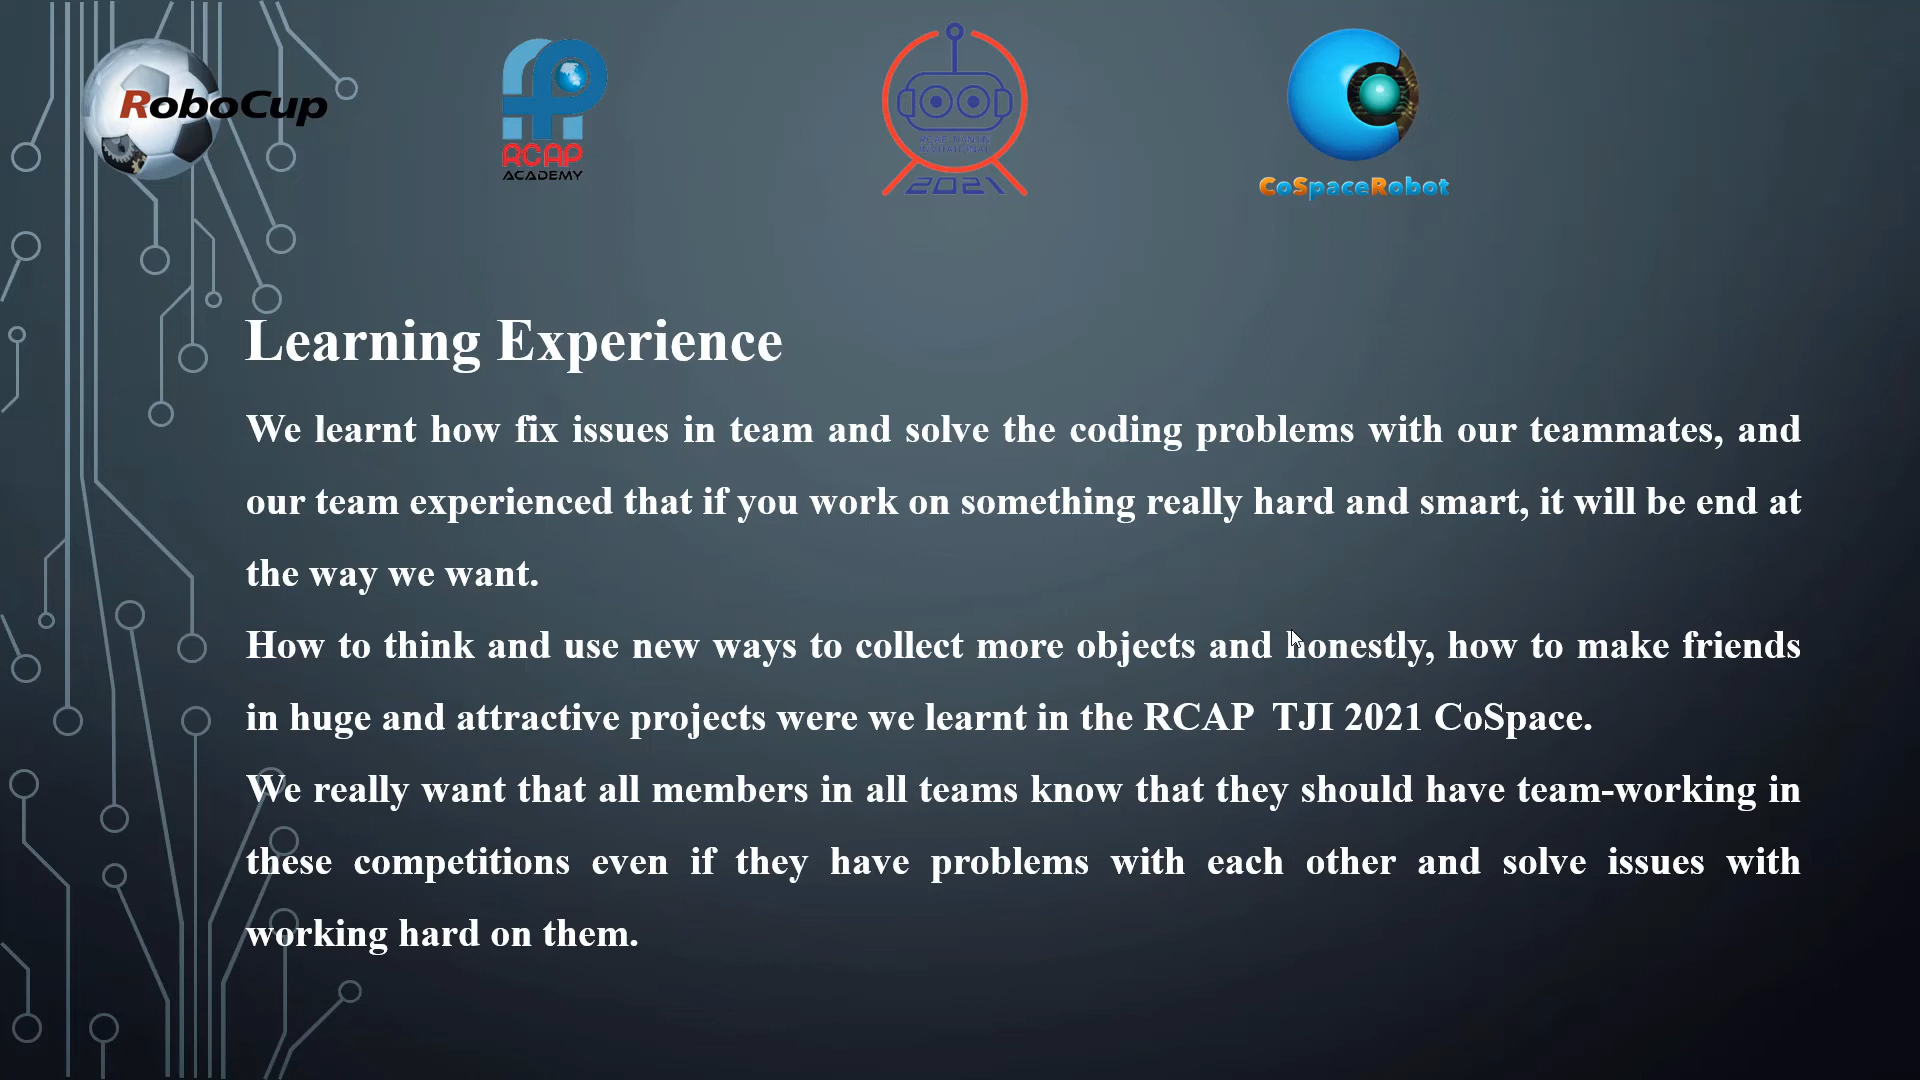 RoboCup
RCAP
ACADEMY
2021
CoSpaceRobot
Learning Experience
We learnt how fix issues in team and solve the coding problems with our teammates, and
our team experienced that if you work on something really hard and smart, it will be end at
the way we want.
How to think and use new ways to collect more objects and honestly, how to make friends
in huge and attractive projects were we learnt in the RCAP TJI 2021 CoSpace.
We really want that all members in all teams know that they should have team-working in
these competitions even if they have problems with each other and solve issues with
working hard on them.